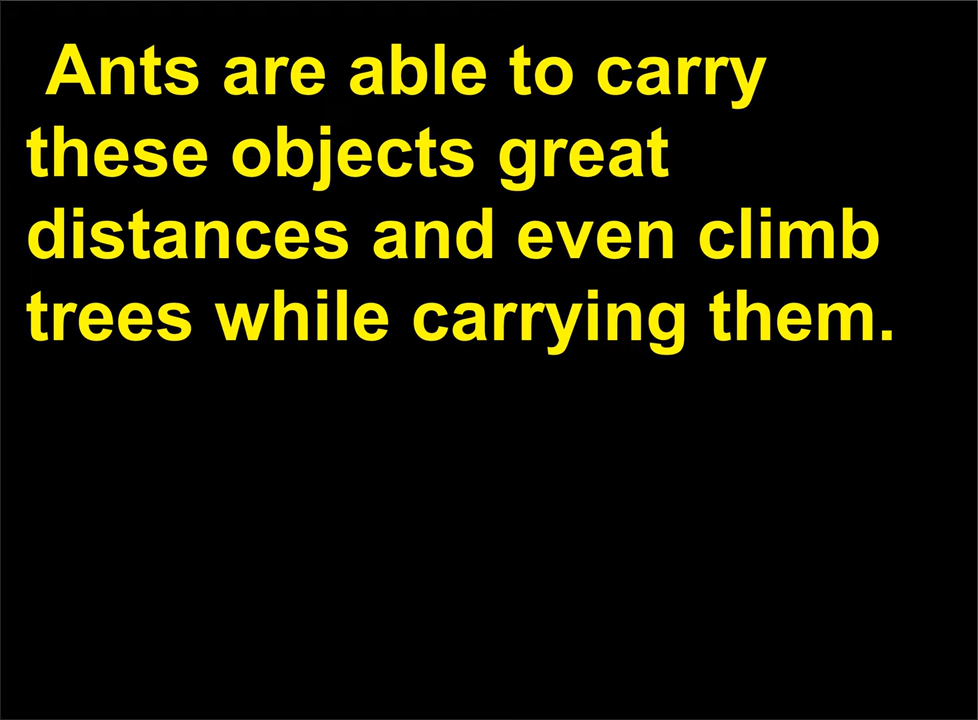 Ants are able to carry
these objects great
distances and even climb
trees while carrying them.